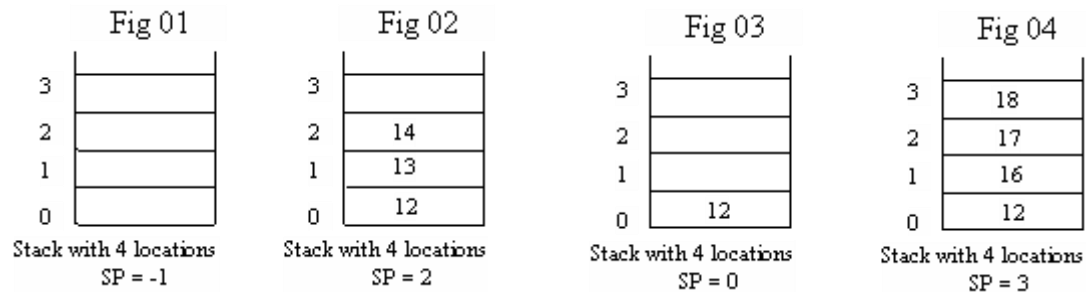 Fig 01
3
2
1
0
Stack with 4 locations
SP = -1
Fig 02
3
2 14
1 13
0 12
Stack with 4 locations
SP = 2
Fig 03
3
2
1
0 12
Stack with 4 locations
SP = 0
Fig 04
3 18
2 17
1 16
0 12
Stack with 4 locations
SP = 3